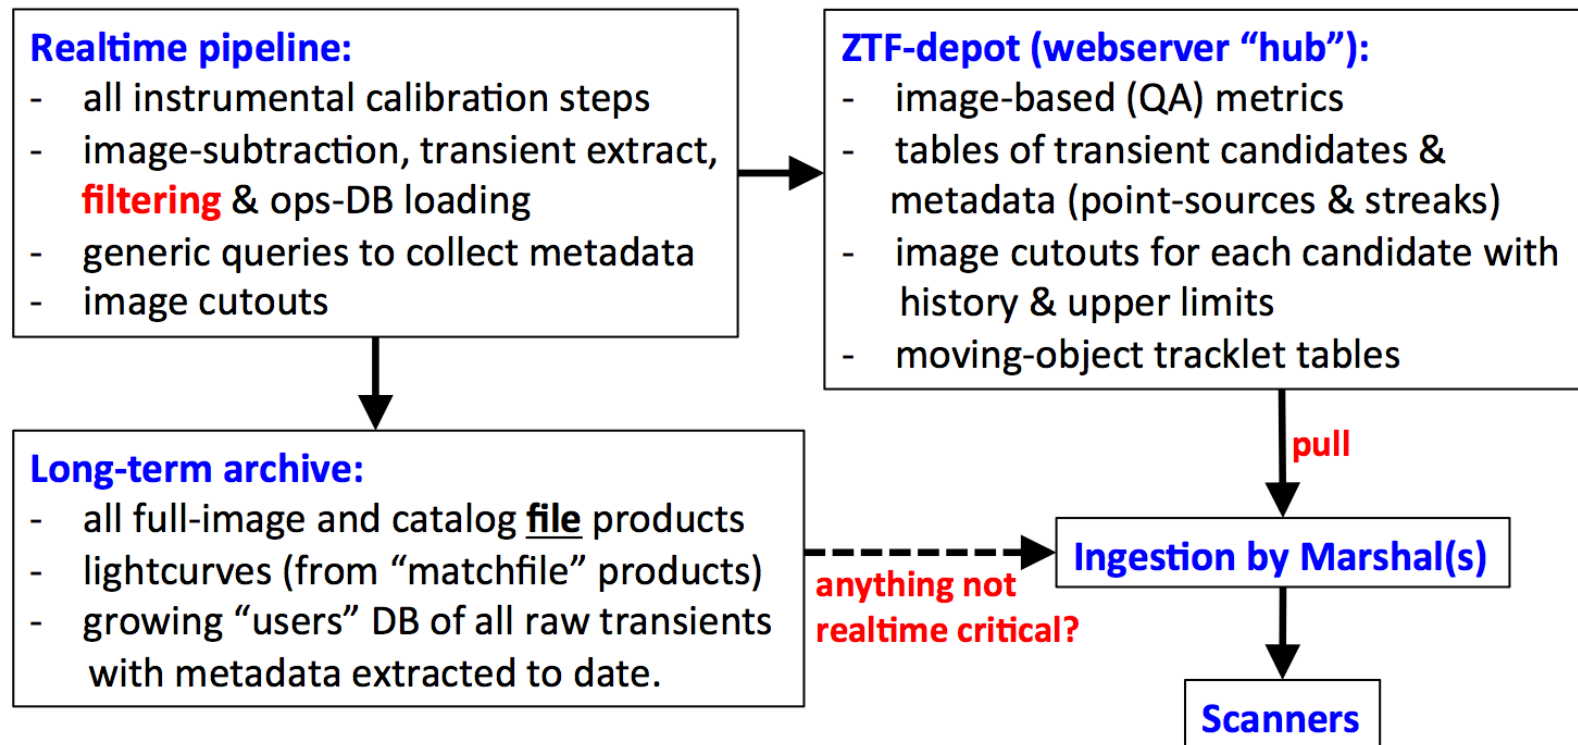 Realtime pipeline:
- all instrumental calibration steps
- image-subtraction, transient extract,
filtering & ops-DB loading
- generic queries to collect metadata
- image cutouts
ZTF-depot (webserver “hub”):
- image-based (QA) metrics
- tables of transient candidates &
metadata (point-sources & streaks)
- image cutouts for each candidate with
history & upper limits
- moving-object tracklet tables
pull
Long-term archive:
- all full-image and catalog file products
- lightcurves (from “matchfile” products)
- growing “users” DB of all raw transients
with metadata extracted to date.
anything not
realtime critical?
Ingestion by Marshal(s)
Scanners